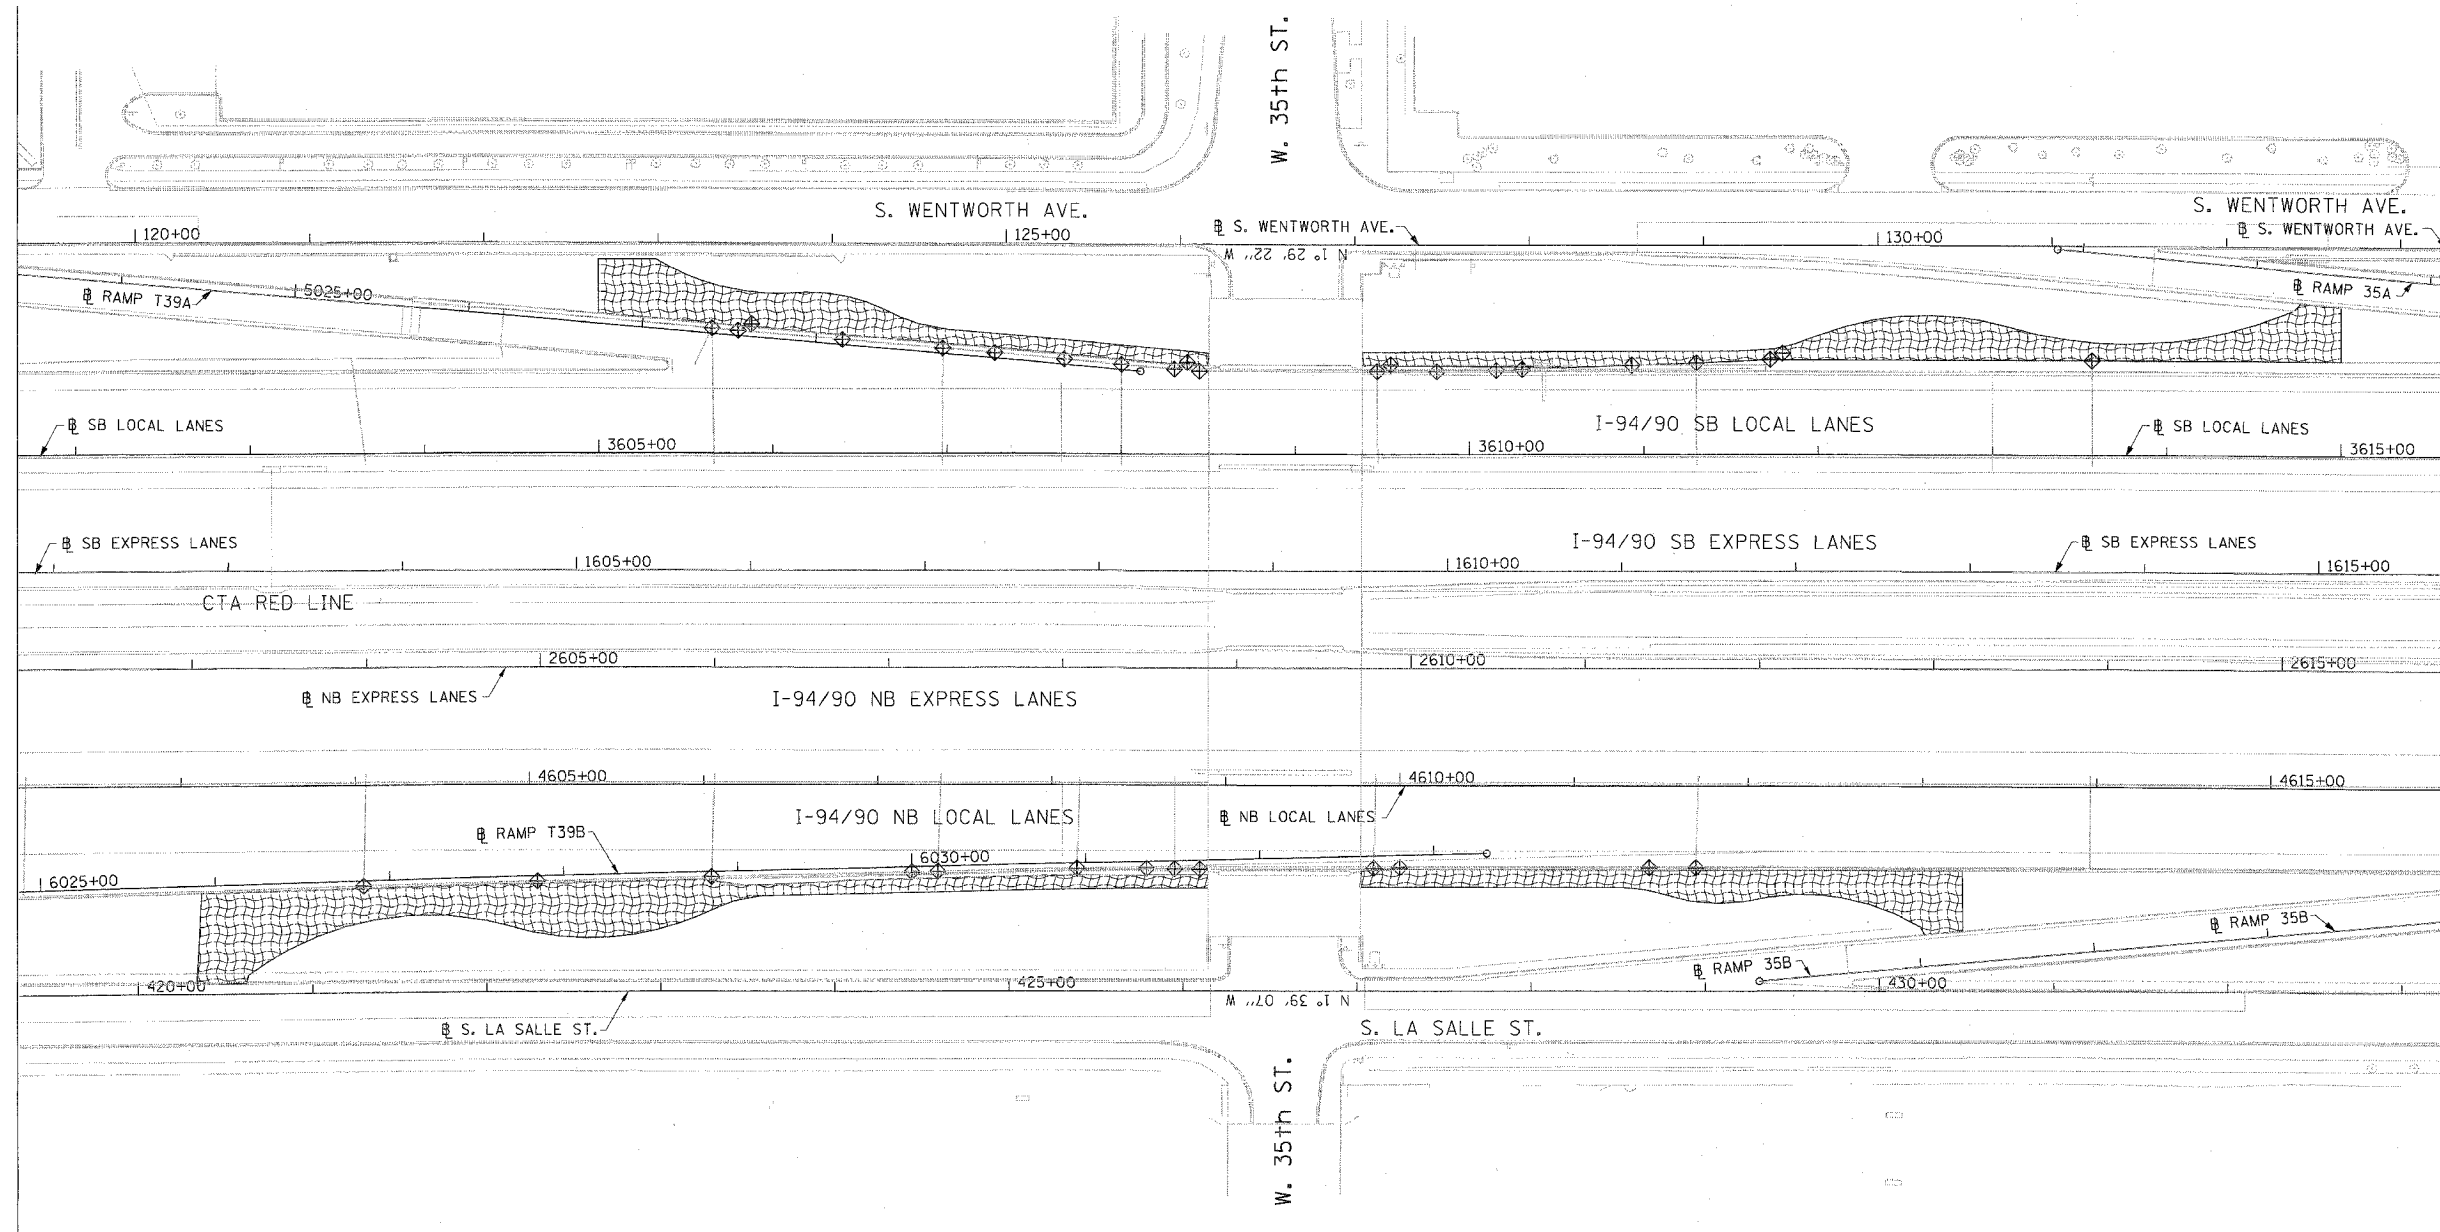 W. 35th ST.
S. WENTWORTH AVE.
S. WENTWORTH AVE.
℄ S. WENTWORTH AVE.
℄ S. WENTWORTH AVE.
120+00
125+00
130+00
N 1° 29' 22" W
℄ RAMP T39A
5025+00
℄ RAMP 35A
℄ SB LOCAL LANES
I-94/90 SB LOCAL LANES
℄ SB LOCAL LANES
3605+00
3610+00
3615+00
℄ SB EXPRESS LANES
I-94/90 SB EXPRESS LANES
℄ SB EXPRESS LANES
1605+00
1610+00
1615+00
CTA RED LINE
2605+00
2610+00
2615+00
℄ NB EXPRESS LANES
I-94/90 NB EXPRESS LANES
4605+00
4610+00
4615+00
I-94/90 NB LOCAL LANES
℄ NB LOCAL LANES
℄ RAMP T39B
6025+00
6030+00
℄ RAMP 35B
℄ RAMP 35B
420+00
425+00
430+00
N 1° 39' 07" W
℄ S. LA SALLE ST.
S. LA SALLE ST.
W. 35th ST.